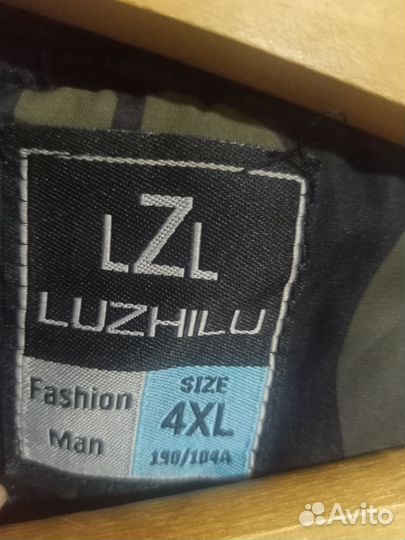 LZL
LUZHILU
Fashion
Man
SIZE
4XL
190/104A
Avito